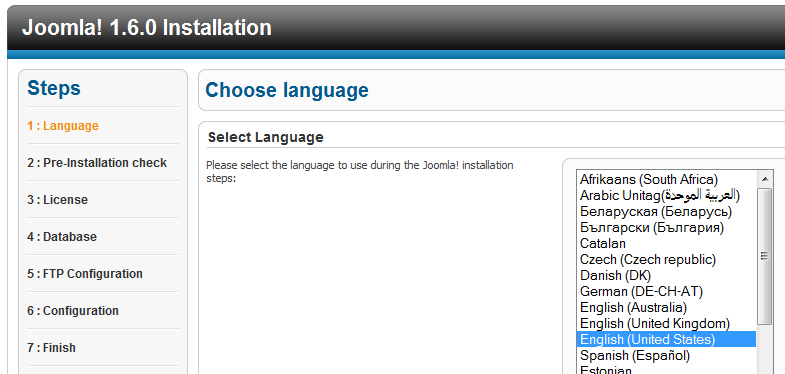 Joomla! 1.6.0 Installation
Steps
1 : Language
2 : Pre-Installation check
3 : License
4 : Database
5 : FTP Configuration
6 : Configuration
7 : Finish
Choose language
Select Language
Please select the language to use during the Joomla! installation
steps:
Afrikaans (South Africa)
Arabic Unitag(العربية الموحدة)
Беларуская (Беларусь)
Български (България)
Catalan
Czech (Czech republic)
Danish (DK)
German (DE-CH-AT)
English (Australia)
English (United Kingdom)
English (United States)
Spanish (Español)
Estonian